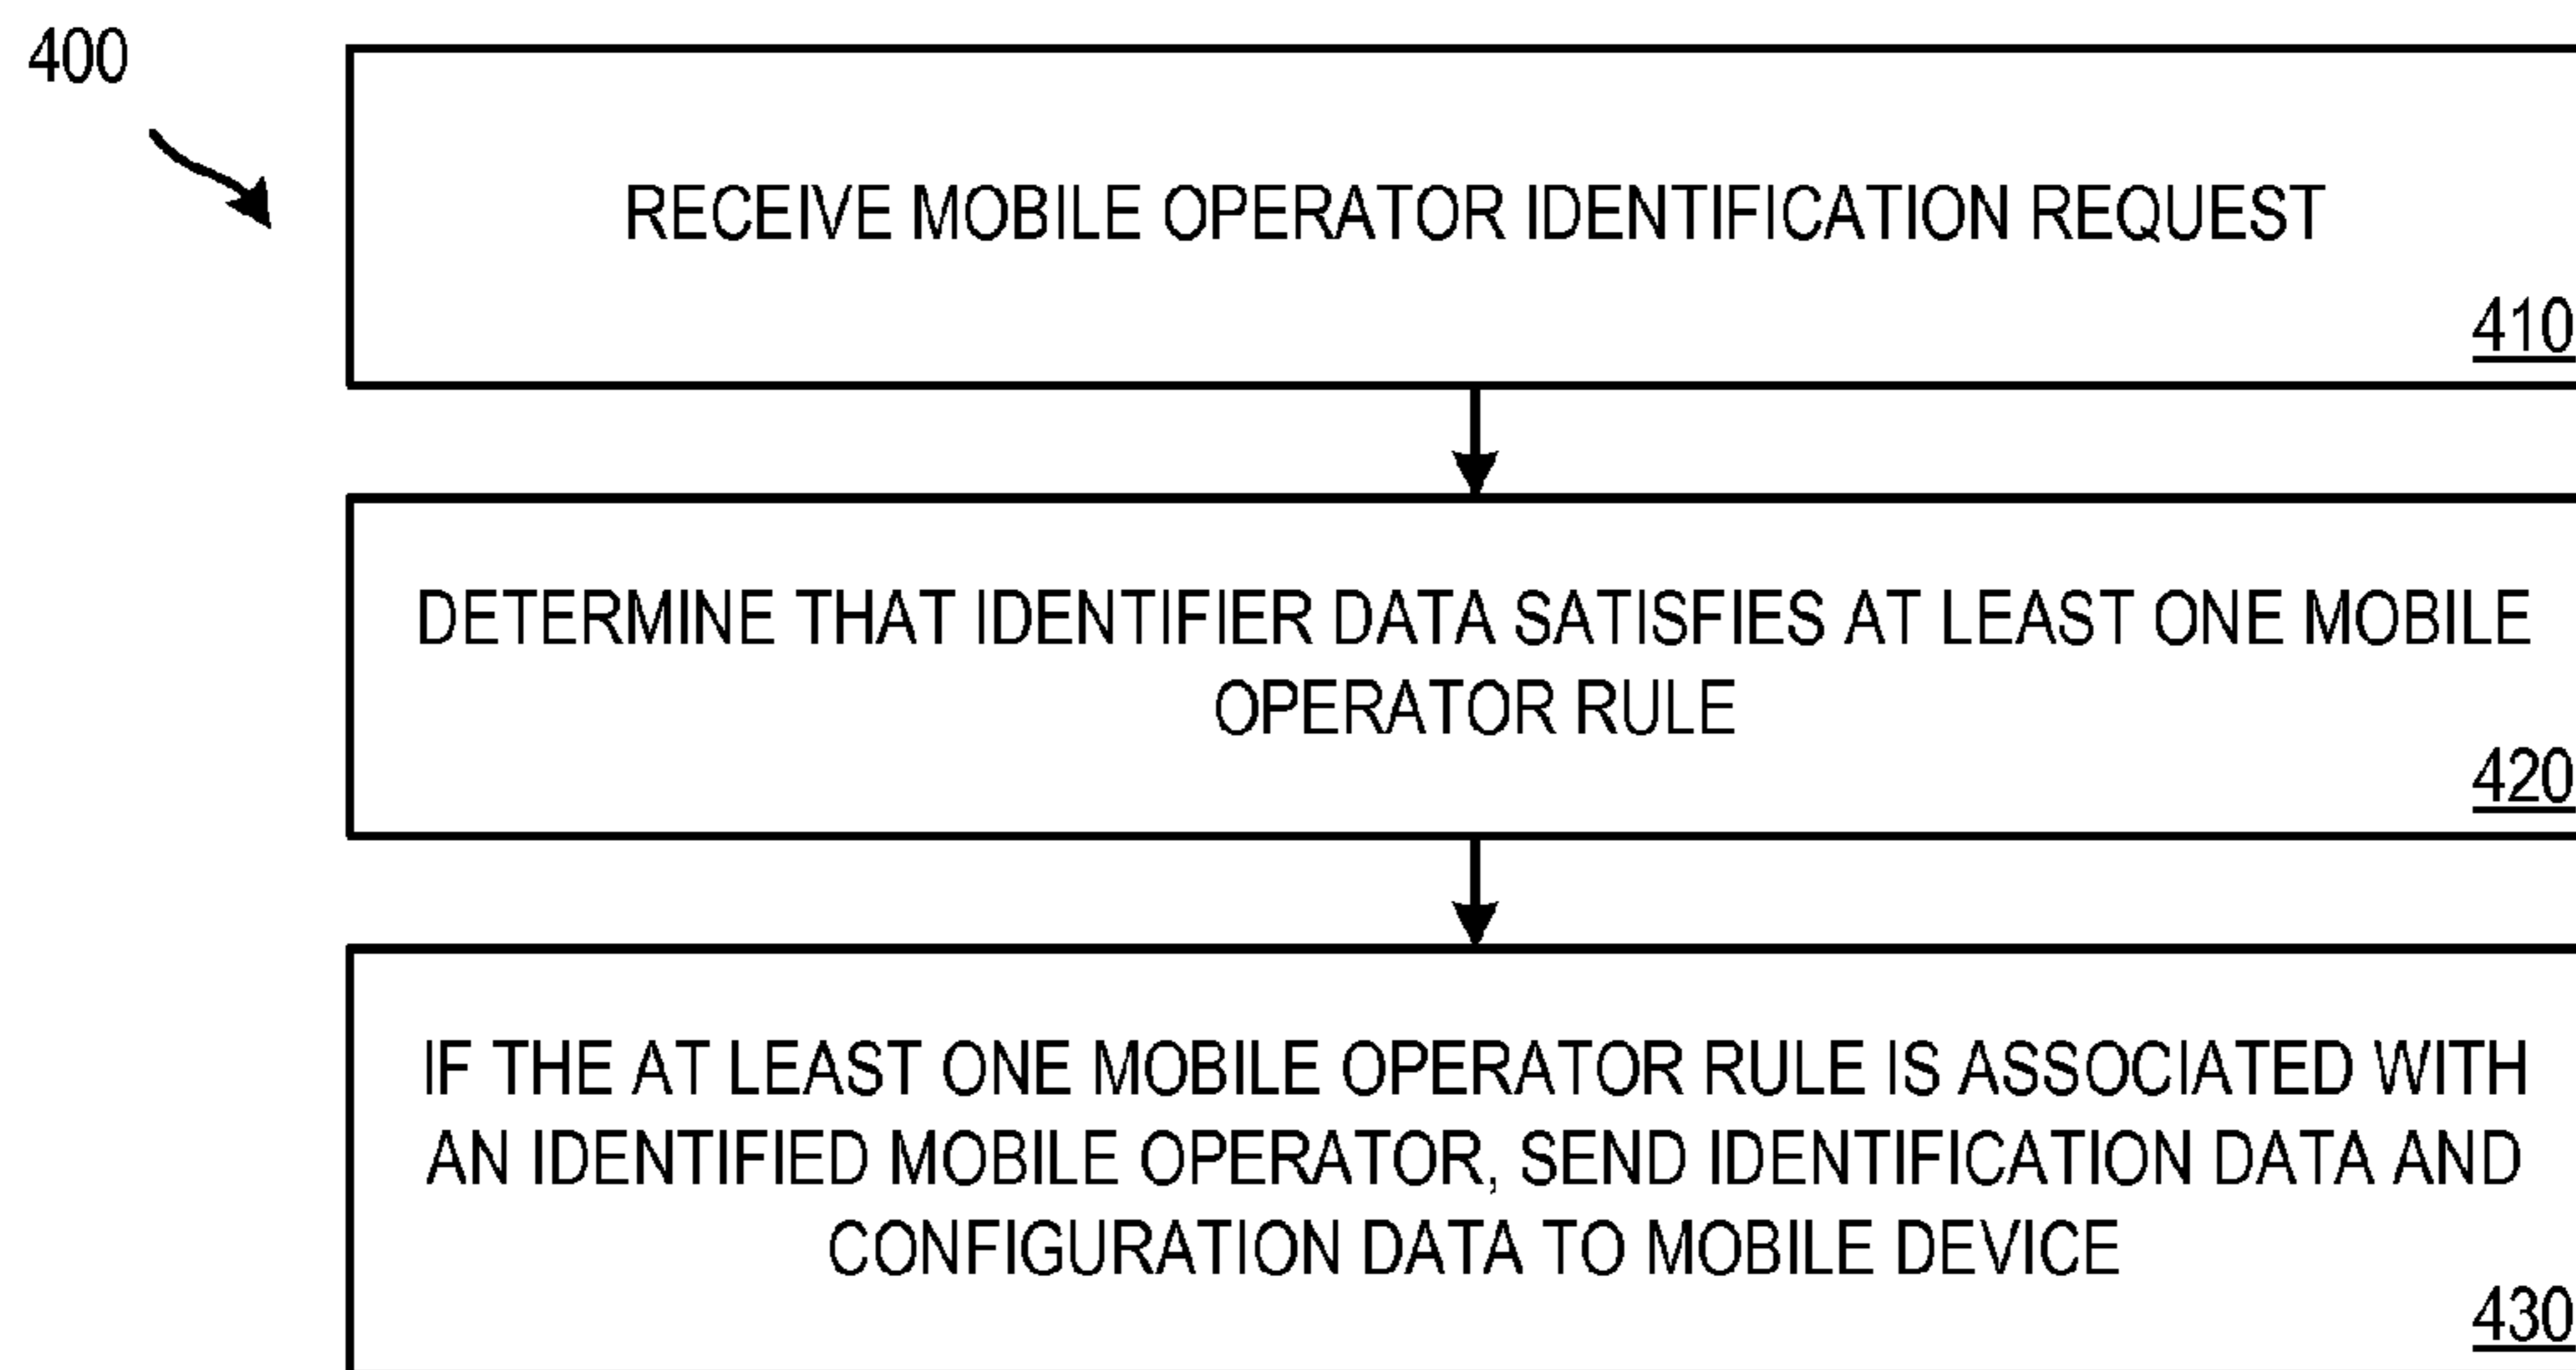 400
RECEIVE MOBILE OPERATOR IDENTIFICATION REQUEST
410
DETERMINE THAT IDENTIFIER DATA SATISFIES AT LEAST ONE MOBILE
OPERATOR RULE
420
IF THE AT LEAST ONE MOBILE OPERATOR RULE IS ASSOCIATED WITH
AN IDENTIFIED MOBILE OPERATOR, SEND IDENTIFICATION DATA AND
CONFIGURATION DATA TO MOBILE DEVICE
430